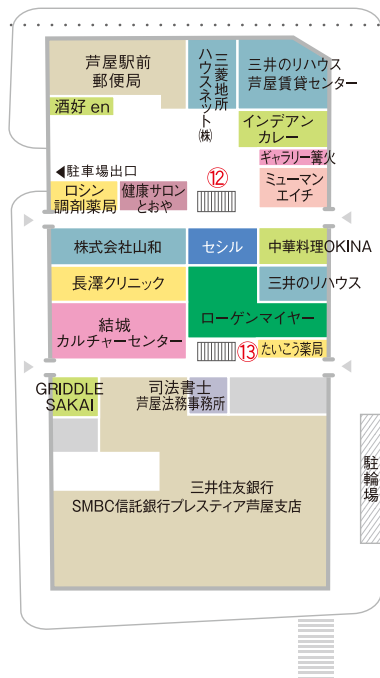 芦屋駅前
郵便局
三菱地所
ハウスネット㈱
三井のリハウス
芦屋賃貸センター
酒好 en
インデアン
カレー
ギャラリー篝火
◀駐車場出口
⑫
ミューマン
エイチ
ロシン
調剤薬局
健康サロン
とおや
株式会社山和
セシル
中華料理OKINA
長澤クリニック
三井のリハウス
ローゲンマイヤー
結城
カルチャーセンター
⑬
たいこう薬局
GRIDDLE
SAKAI
司法書士
芦屋法務事務所
駐輪場
三井住友銀行
SMBC信託銀行プレスティア芦屋支店